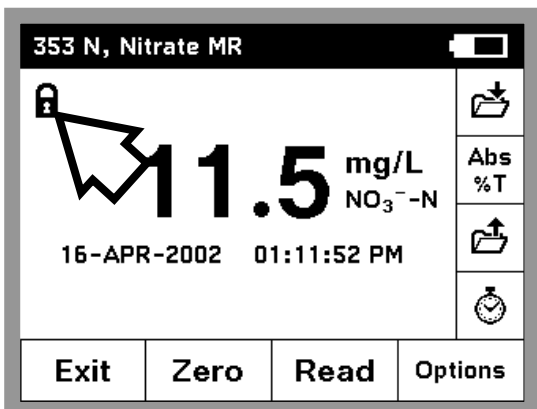 353 N, Nitrate MR
11.5 mg/L
NO₃⁻-N
Abs
%T
16-APR-2002 01:11:52 PM
Exit Zero Read Options